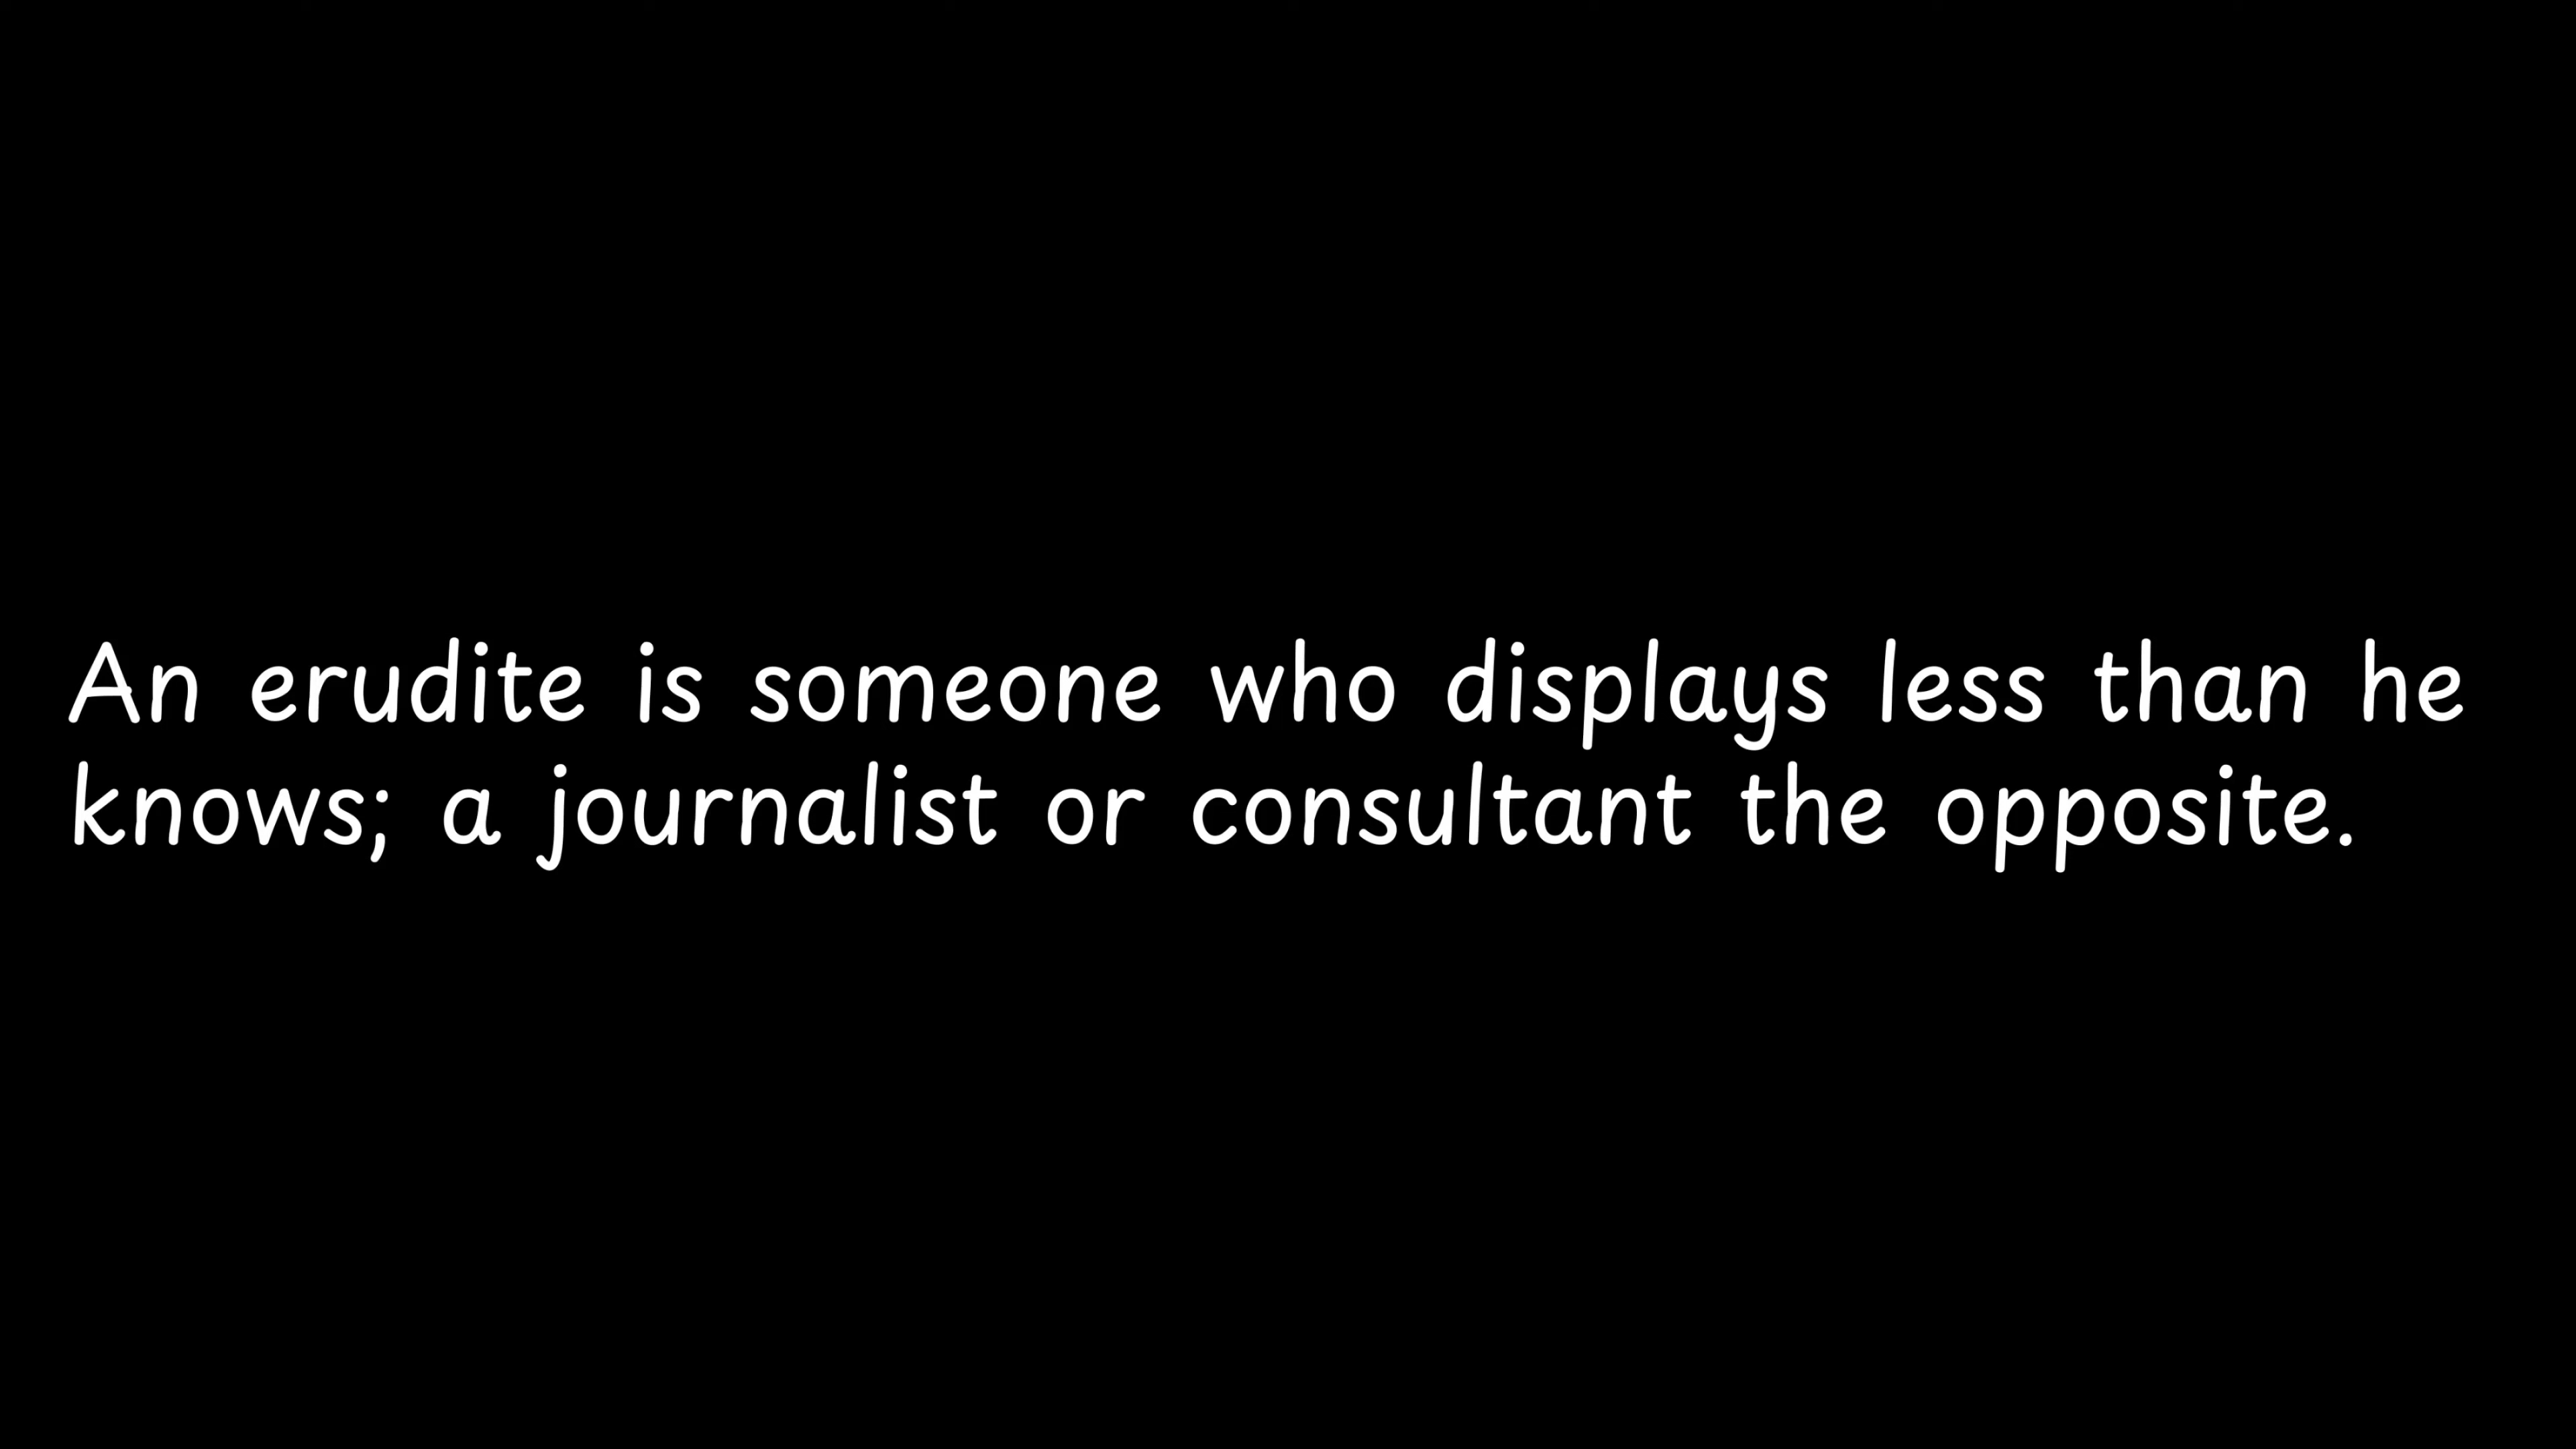 An erudite is someone who displays less than he
knows; a journalist or consultant the opposite.